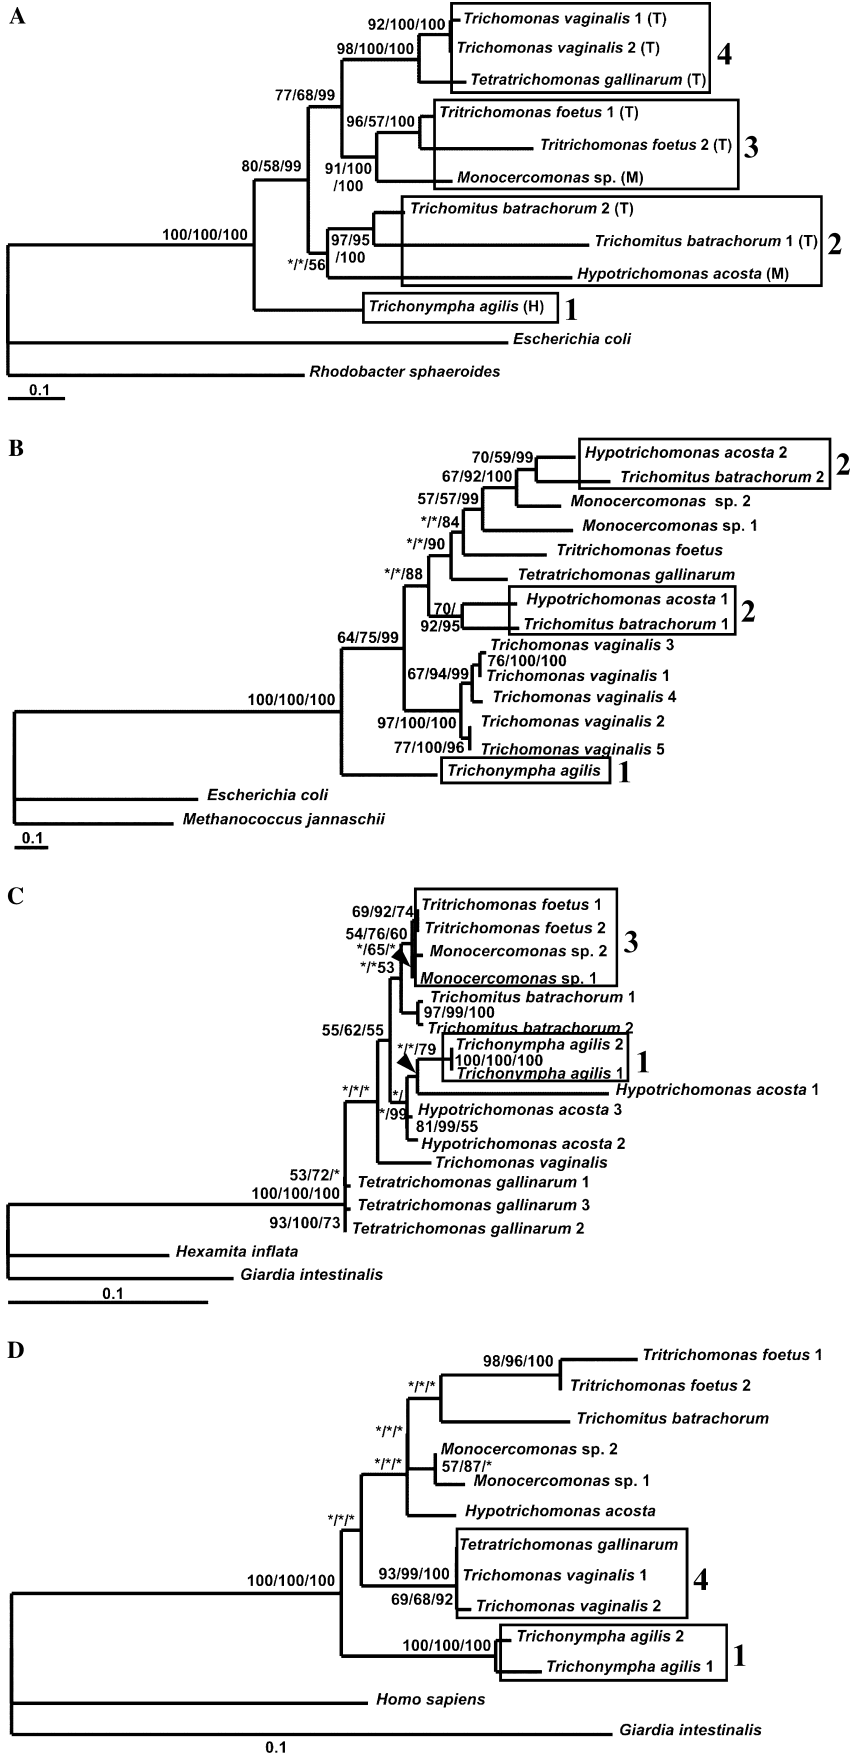 A
92/100/100
Trichomonas vaginalis 1 (T)
98/100/100
Trichomonas vaginalis 2 (T)
4
Tetratrichomonas gallinarum (T)
77/68/99
96/57/100
Tritrichomonas foetus 1 (T)
Tritrichomonas foetus 2 (T)
3
91/100
/100
Monocercomonas sp. (M)
80/58/99
Trichomitus batrachorum 2 (T)
100/100/100
97/95
/100
Trichomitus batrachorum 1 (T)
2
*/*/56
Hypotrichomonas acosta (M)
Trichonympha agilis (H)
1
Escherichia coli
Rhodobacter sphaeroides
0.1
B
70/59/99
Hypotrichomonas acosta 2
2
67/92/100
Trichomitus batrachorum 2
57/57/99
Monocercomonas sp. 2
*/*/84
Monocercomonas sp. 1
*/*/90
Tritrichomonas foetus
*/*/88
Tetratrichomonas gallinarum
70/
92/95
Hypotrichomonas acosta 1
2
Trichomitus batrachorum 1
64/75/99
Trichomonas vaginalis 3
76/100/100
67/94/99
Trichomonas vaginalis 1
Trichomonas vaginalis 4
100/100/100
97/100/100
Trichomonas vaginalis 2
77/100/96
Trichomonas vaginalis 5
Trichonympha agilis
1
Escherichia coli
Methanococcus jannaschii
0.1
C
69/92/74
Tritrichomonas foetus 1
54/76/60
Tritrichomonas foetus 2
3
*/65/*
Monocercomonas sp. 2
*/*53
Monocercomonas sp. 1
Trichomitus batrachorum 1
97/99/100
55/62/55
Trichomitus batrachorum 2
*/*/79
Trichonympha agilis 2
100/100/100
1
Trichonympha agilis 1
*/*/*
*/
*/99
Hypotrichomonas acosta 1
Hypotrichomonas acosta 3
81/99/55
Hypotrichomonas acosta 2
Trichomonas vaginalis
53/72/*
Tetratrichomonas gallinarum 1
100/100/100
Tetratrichomonas gallinarum 3
93/100/73
Tetratrichomonas gallinarum 2
Hexamita inflata
Giardia intestinalis
0.1
D
98/96/100
Tritrichomonas foetus 1
*/*/*
Tritrichomonas foetus 2
Trichomitus batrachorum
*/*/*
Monocercomonas sp. 2
*/*/*
57/87/*
Monocercomonas sp. 1
Hypotrichomonas acosta
*/*/*
Tetratrichomonas gallinarum
93/99/100
Trichomonas vaginalis 1
4
100/100/100
69/68/92
Trichomonas vaginalis 2
100/100/100
Trichonympha agilis 2
1
Trichonympha agilis 1
Homo sapiens
Giardia intestinalis
0.1